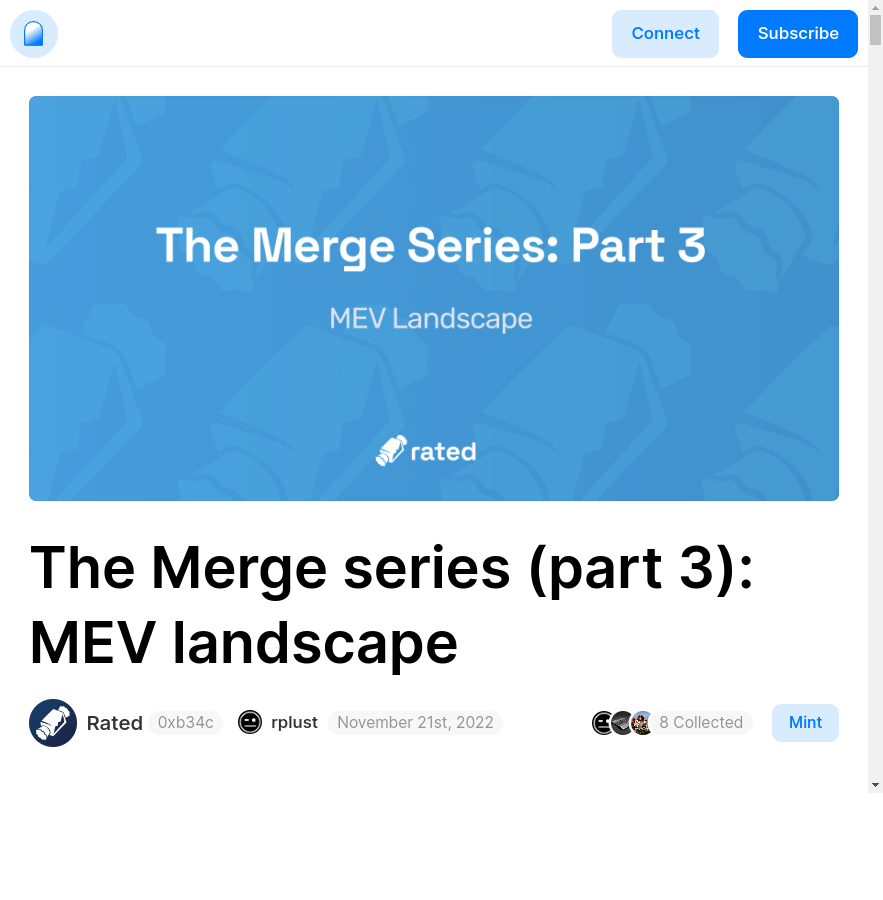 Connect
Subscribe
The Merge Series: Part 3
MEV Landscape
rated
The Merge series (part 3):
MEV landscape
Rated 0xb34c rplust November 21st, 2022 8 Collected Mint